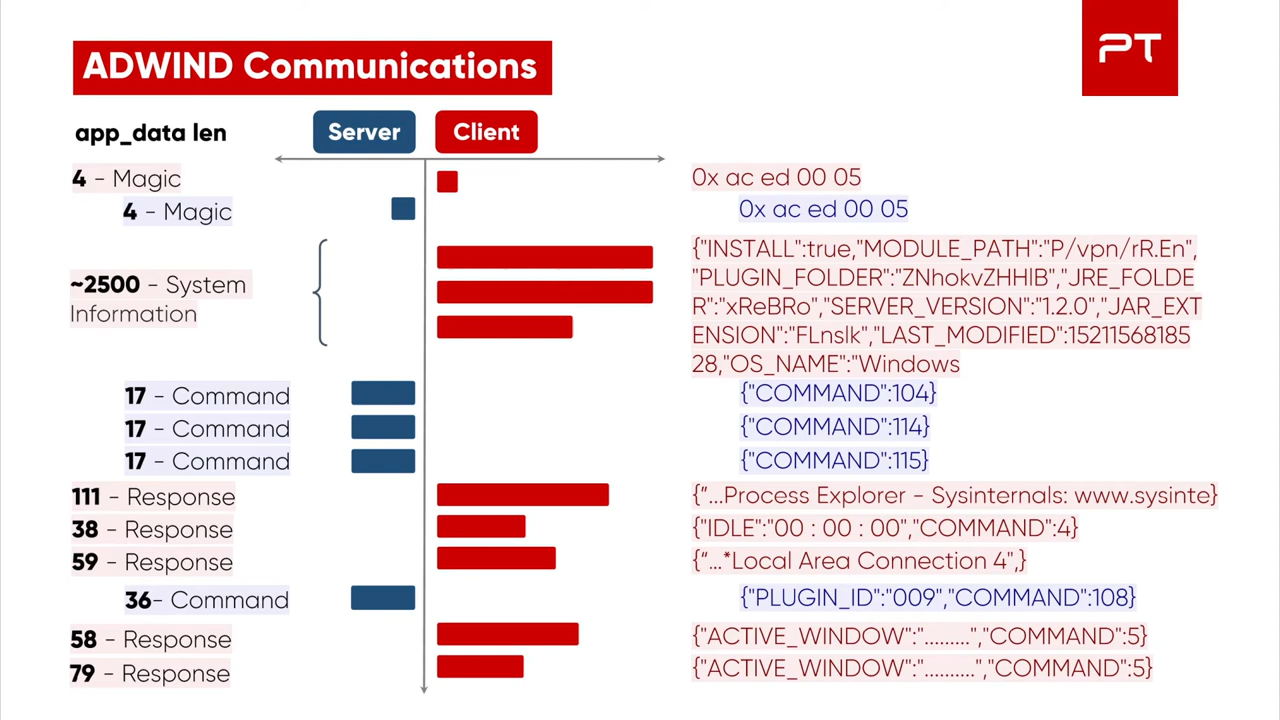 PT
ADWIND Communications
app_data len
Server
Client
4 - Magic
0x ac ed 00 05
4 - Magic
0x ac ed 00 05
~2500 - System
Information
{"INSTALL":true,"MODULE_PATH":"P/vpn/rR.En",
"PLUGIN_FOLDER":"ZNhokvZHHlB","JRE_FOLDE
R":"xReBRo","SERVER_VERSION":"1.2.0","JAR_EXT
ENSION":"FLnslk","LAST_MODIFIED":15211568185
28,"OS_NAME":"Windows
17 - Command
{"COMMAND":104}
17 - Command
{"COMMAND":114}
17 - Command
{"COMMAND":115}
111 - Response
{"...Process Explorer - Sysinternals: www.sysinte}
38 - Response
{"IDLE":"00 : 00 : 00","COMMAND":4}
59 - Response
{"...*Local Area Connection 4",}
36- Command
{"PLUGIN_ID":"009","COMMAND":108}
58 - Response
{"ACTIVE_WINDOW":".........","COMMAND":5}
79 - Response
{"ACTIVE_WINDOW":"..........","COMMAND":5}